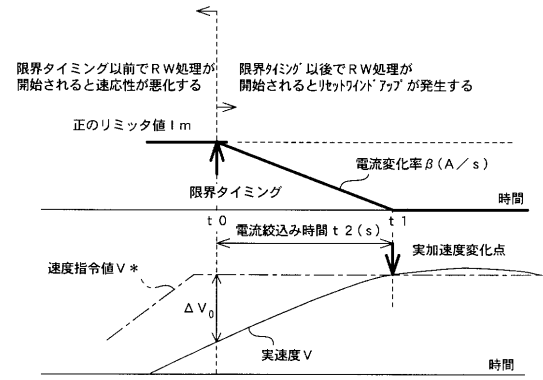 限界タイミング以前でRW処理が
開始されると速応性が悪化する
限界ﾀｲﾐﾝｸﾞ以後でRW処理が
開始されるとﾘｾｯﾄﾜｲﾝﾄﾞｱｯﾌﾟが発生する
正のリミッタ値Im
電流変化率β(A/s)
限界タイミング
時間
t0
t1
電流絞込み時間t2(s)
実加速度変化点
速度指令値V*
ΔV₀
実速度V
時間